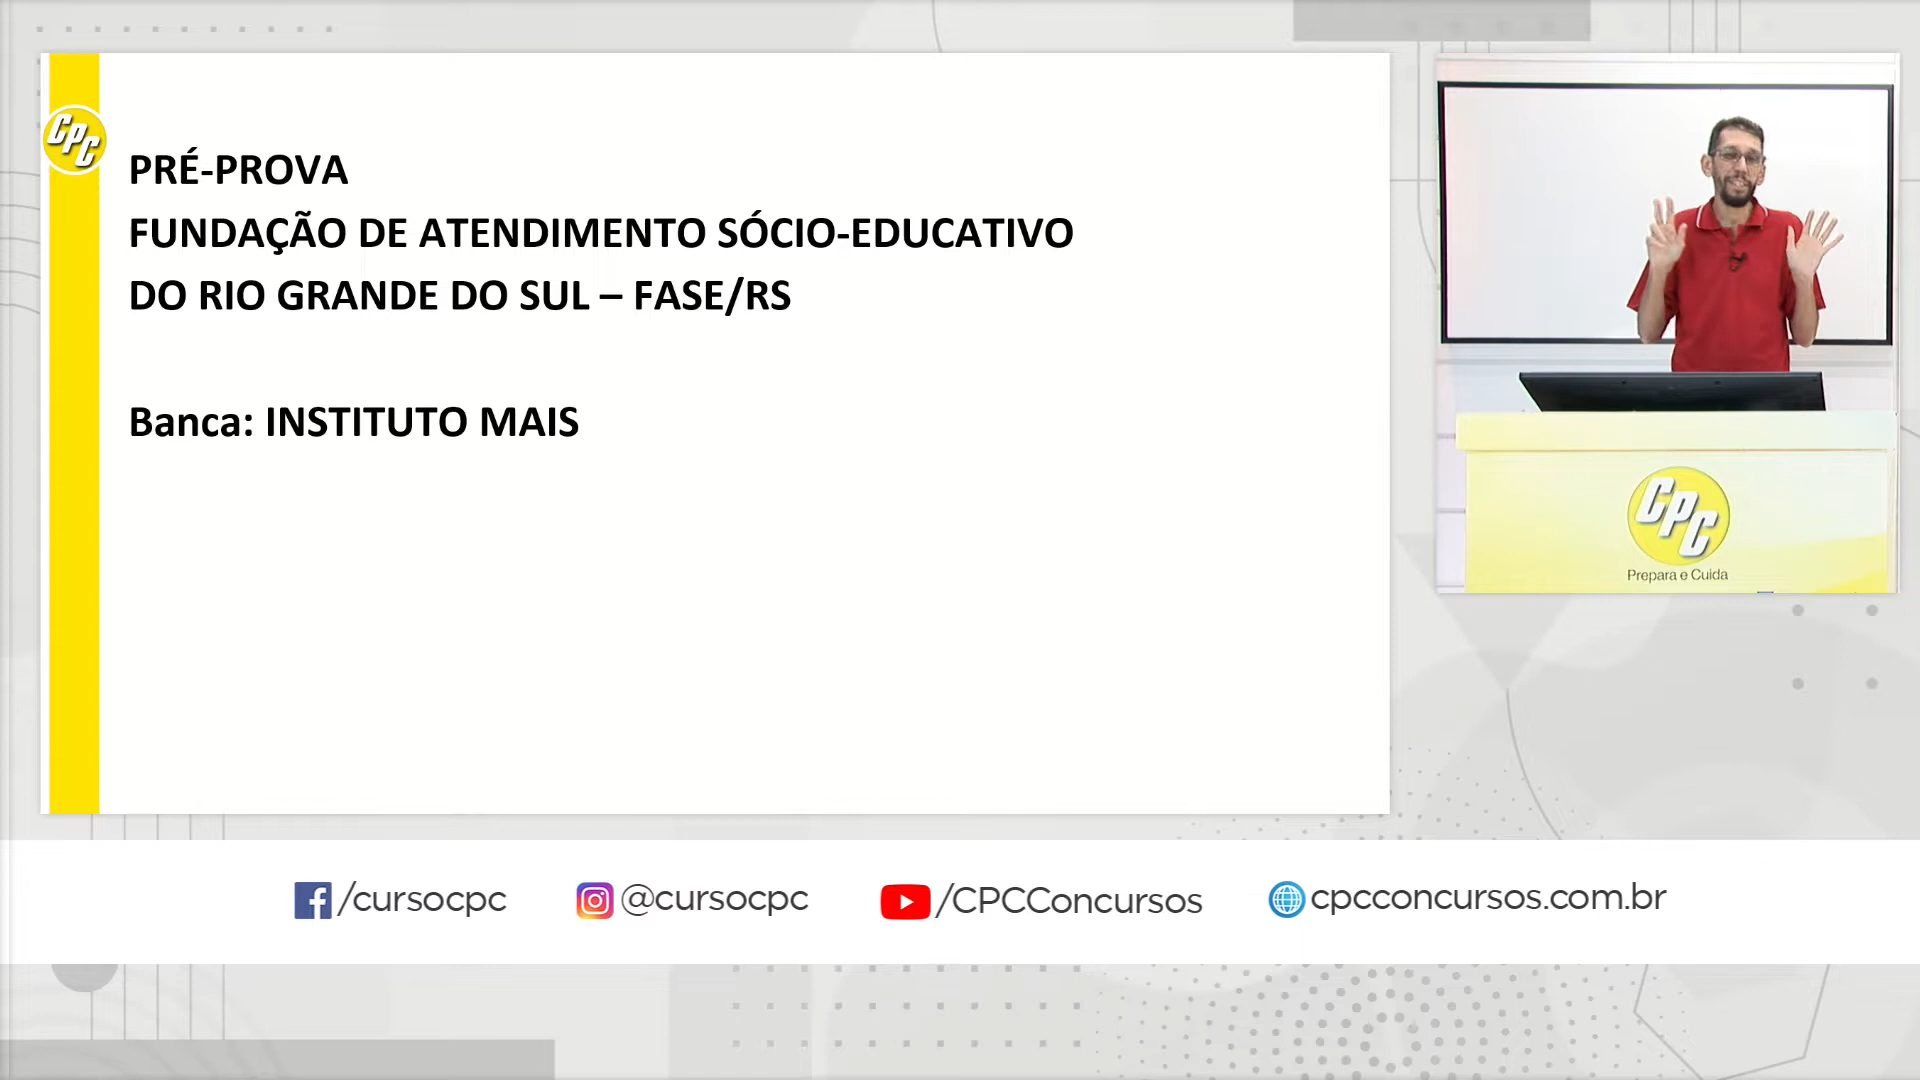 CPC
PRÉ-PROVA
FUNDAÇÃO DE ATENDIMENTO SÓCIO-EDUCATIVO
DO RIO GRANDE DO SUL – FASE/RS
Banca: INSTITUTO MAIS
CPC
Prepara e Cuida
/cursocpc
@cursocpc
/CPCConcursos
cpcconcursos.com.br